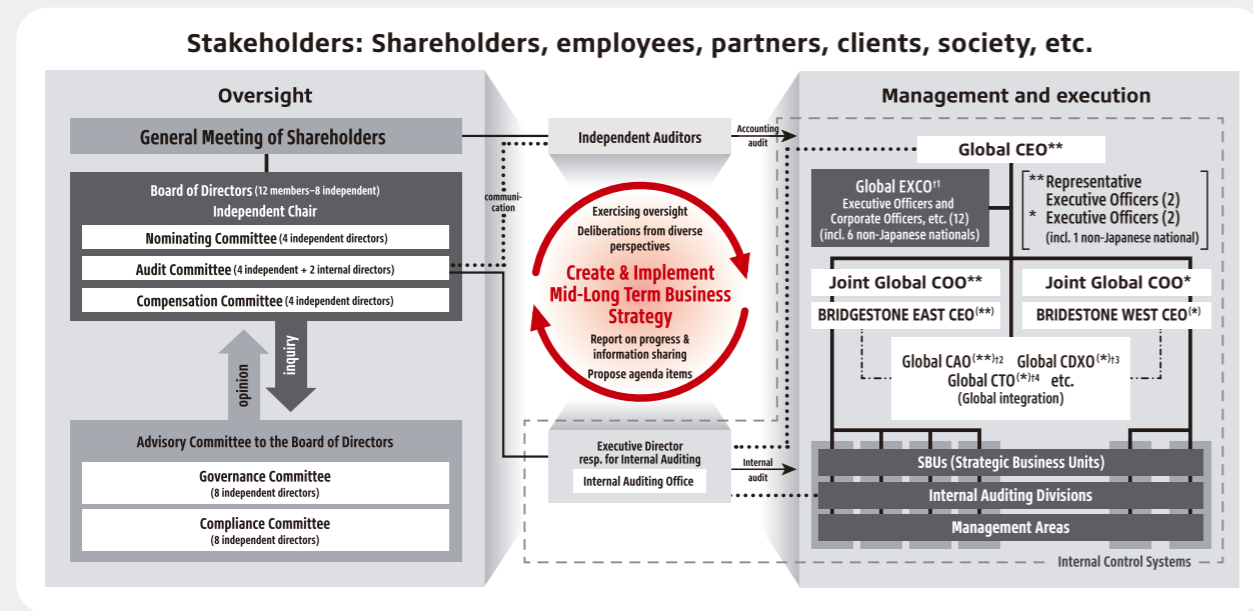 Stakeholders: Shareholders, employees, partners, clients, society, etc.
Oversight
General Meeting of Shareholders
Board of Directors (12 members–8 independent)
Independent Chair
Nominating Committee (4 independent directors)
Audit Committee (4 independent + 2 internal directors)
Compensation Committee (4 independent directors)
opinion
inquiry
Advisory Committee to the Board of Directors
Governance Committee
(8 independent directors)
Compliance Committee
(8 independent directors)
communi-
cation
Independent Auditors
Accounting
audit
Exercising oversight
Deliberations from diverse
perspectives
Create & Implement
Mid-Long Term Business
Strategy
Report on progress &
information sharing
Propose agenda items
Executive Director
resp. for Internal Auditing
Internal Auditing Office
Internal
audit
Management and execution
Global CEO**
Global EXCO†1
Executive Officers and
Corporate Officers, etc. (12)
(incl. 6 non-Japanese nationals)
**Representative
Executive Officers (2)
* Executive Officers (2)
(incl. 1 non-Japanese national)
Joint Global COO**
BRIDGESTONE EAST CEO(**)
Joint Global COO*
BRIDESTONE WEST CEO(*)
Global CAO(**)†2 Global CDXO(*)†3
Global CTO(*)†4 etc.
(Global integration)
SBUs (Strategic Business Units)
Internal Auditing Divisions
Management Areas
Internal Control Systems